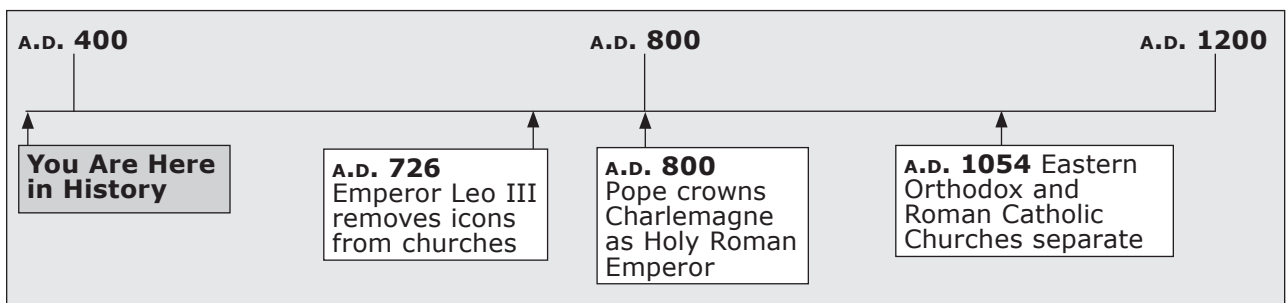 A.D. 400
A.D. 800
A.D. 1200
You Are Here
in History
A.D. 726
Emperor Leo III
removes icons
from churches
A.D. 800
Pope crowns
Charlemagne
as Holy Roman
Emperor
A.D. 1054 Eastern
Orthodox and
Roman Catholic
Churches separate